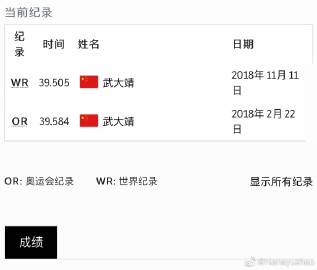 当前纪录
纪录 时间 姓名 日期
WR 39.505 武大靖 2018年11月11日
OR 39.584 武大靖 2018年2月22日
OR: 奥运会纪录 WR: 世界纪录 显示所有纪录
成绩